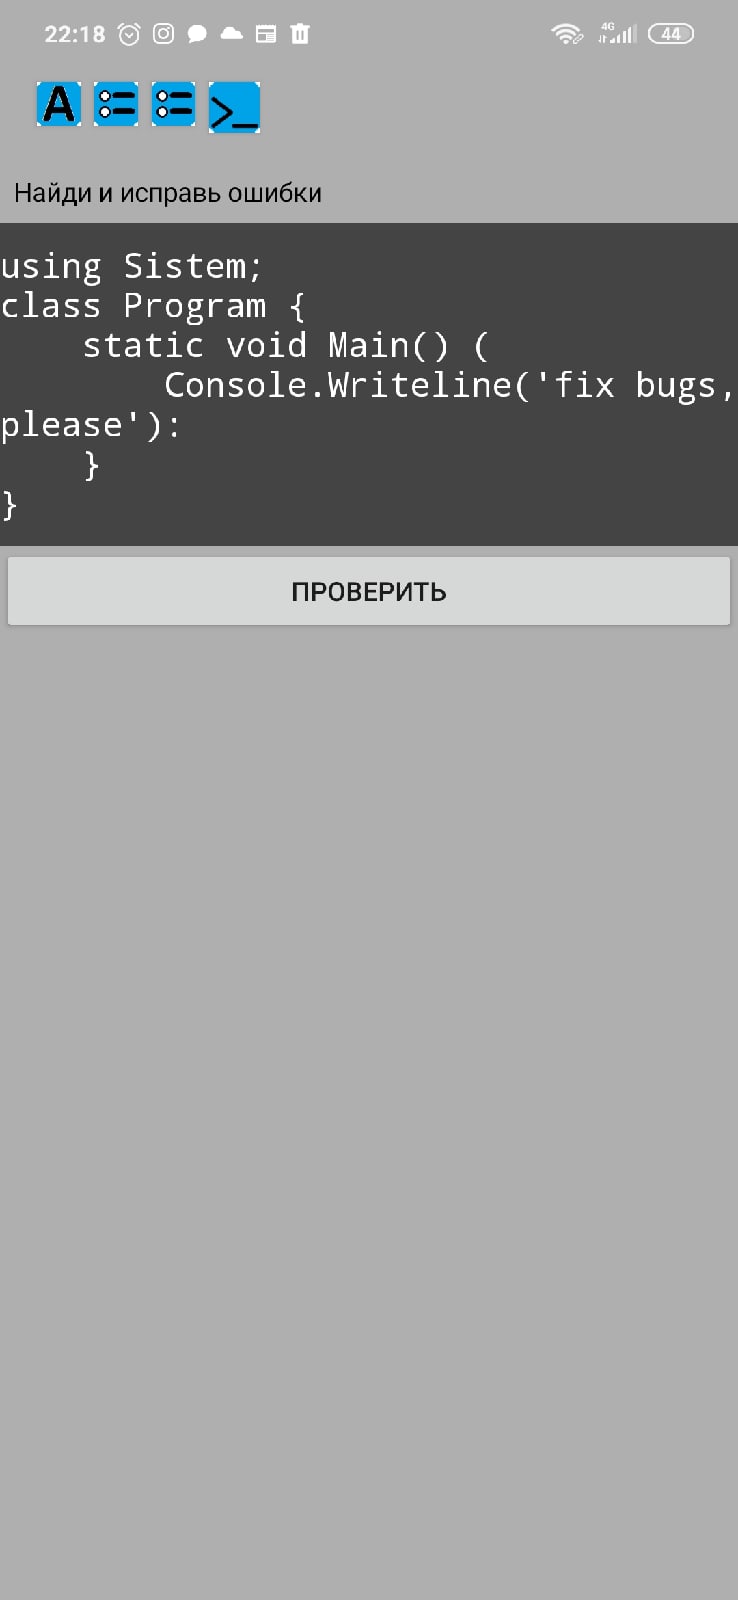 22:18 4G 44
A
>_
Найди и исправь ошибки
using Sistem;
class Program {
    static void Main() (
        Console.Writeline('fix bugs,
please'):
    }
}
ПРОВЕРИТЬ